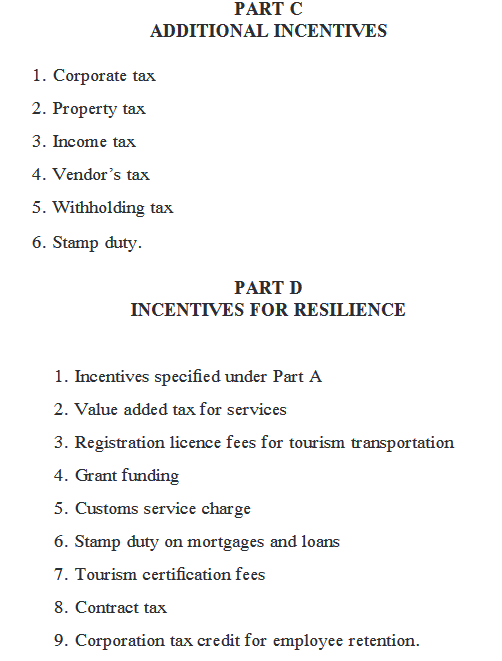 PART C
ADDITIONAL INCENTIVES
1. Corporate tax
2. Property tax
3. Income tax
4. Vendor’s tax
5. Withholding tax
6. Stamp duty.
PART D
INCENTIVES FOR RESILIENCE
1. Incentives specified under Part A
2. Value added tax for services
3. Registration licence fees for tourism transportation
4. Grant funding
5. Customs service charge
6. Stamp duty on mortgages and loans
7. Tourism certification fees
8. Contract tax
9. Corporation tax credit for employee retention.